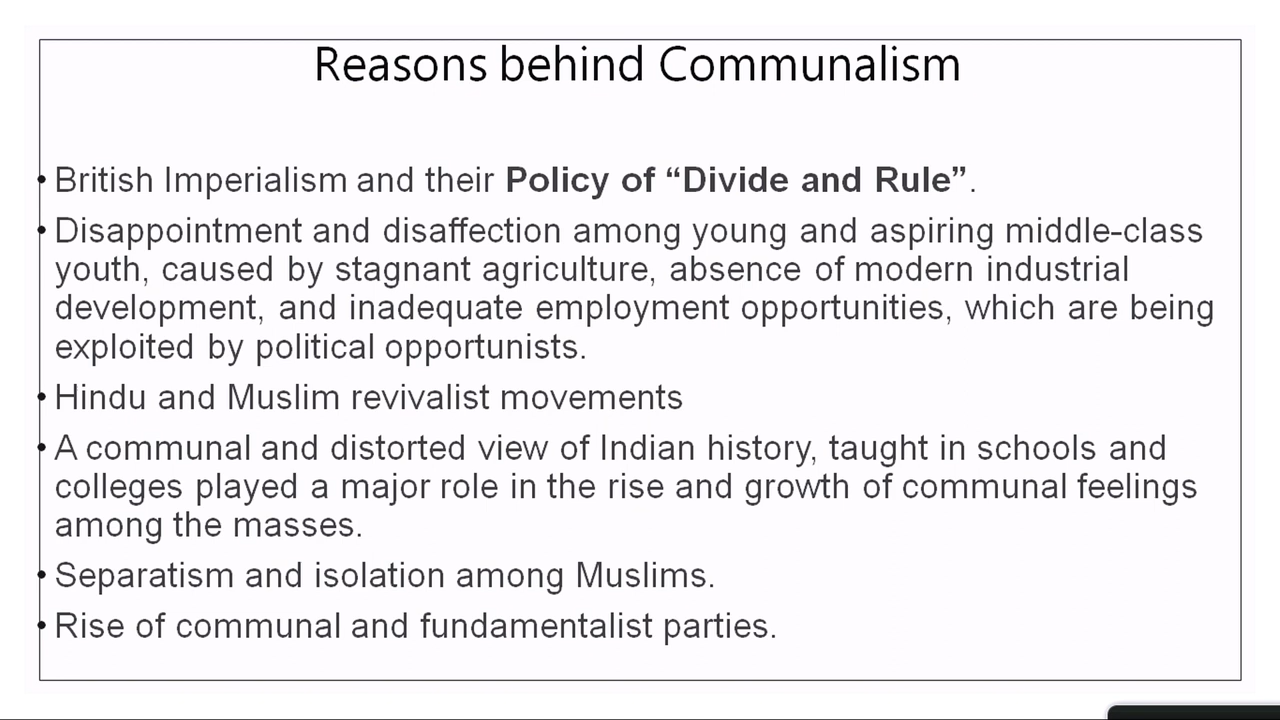 Reasons behind Communalism
• British Imperialism and their Policy of “Divide and Rule”.
• Disappointment and disaffection among young and aspiring middle-class
youth, caused by stagnant agriculture, absence of modern industrial
development, and inadequate employment opportunities, which are being
exploited by political opportunists.
• Hindu and Muslim revivalist movements
• A communal and distorted view of Indian history, taught in schools and
colleges played a major role in the rise and growth of communal feelings
among the masses.
• Separatism and isolation among Muslims.
• Rise of communal and fundamentalist parties.